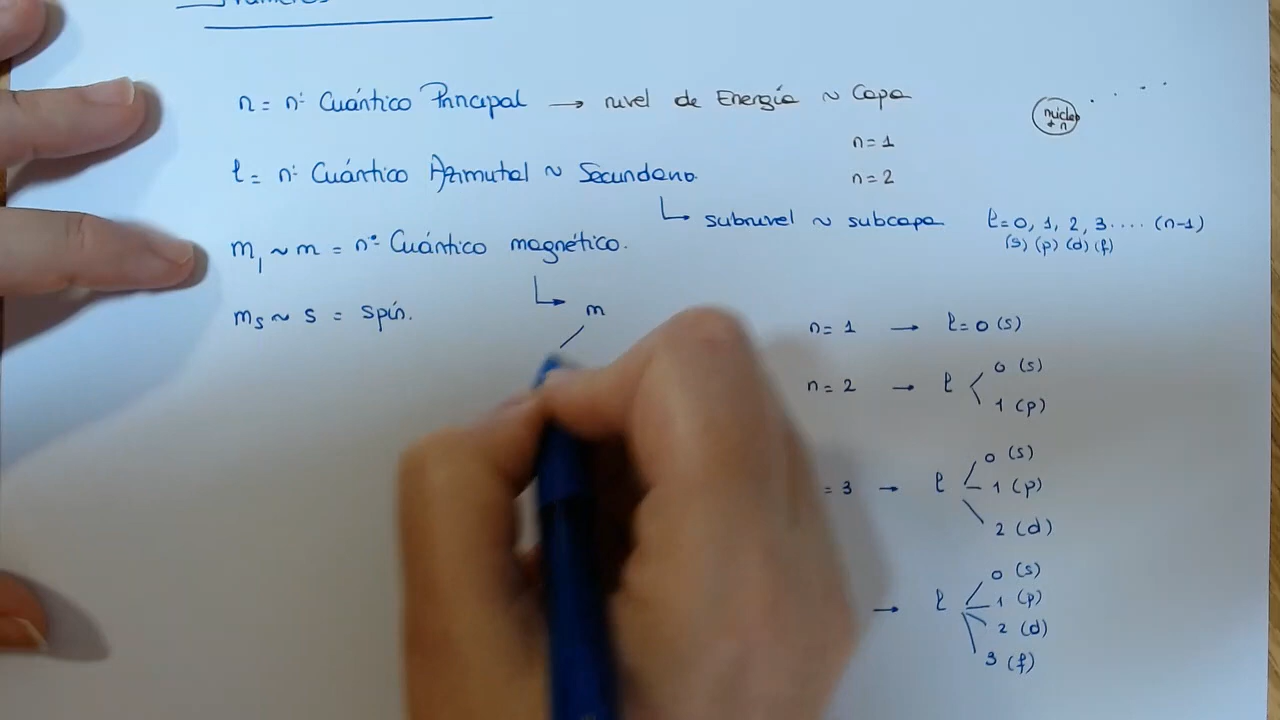 n = nº Cuántico Principal → nivel de Energía ~ Capa
núcleo
+ n
n = 1
l = nº Cuántico Azimutal ~ Secundario.
n = 2
↳ subnivel ~ subcapa
l = 0, 1, 2, 3 .... (n-1)
(s) (p) (d) (f)
m₁ ~ m = nº Cuántico magnético.
↳ m
ms ~ s = spín.
n = 1 → l = 0 (s)
n = 2 → l
0 (s)
1 (p)
= 3 → l
0 (s)
1 (p)
2 (d)
→ l
0 (s)
1 (p)
2 (d)
3 (f)